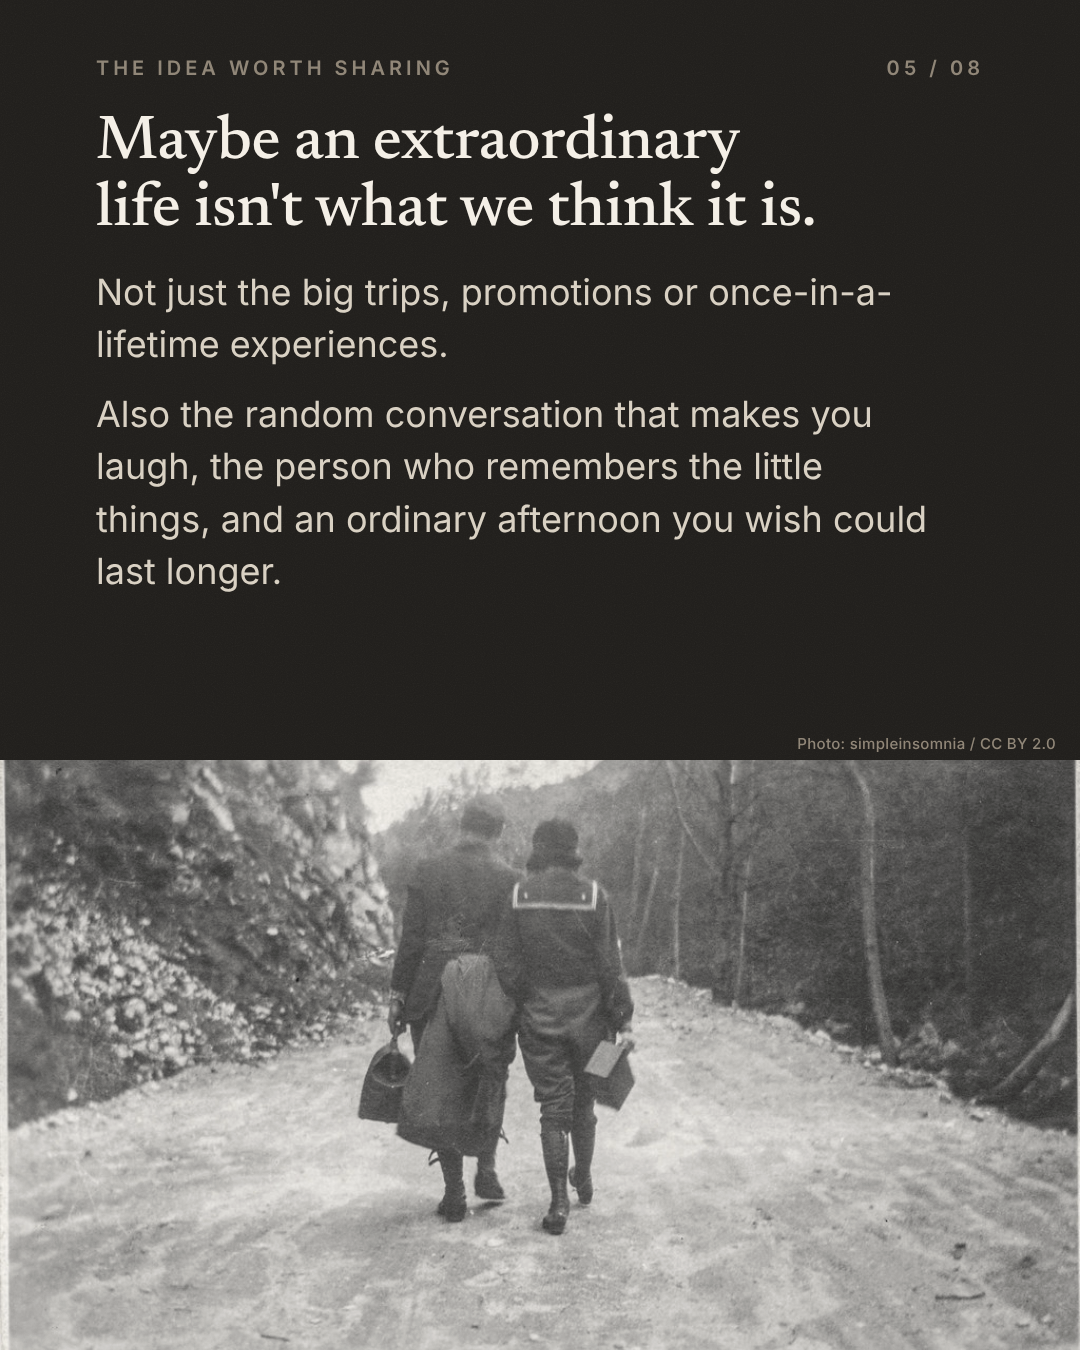 THE IDEA WORTH SHARING
05 / 08
Maybe an extraordinary
life isn't what we think it is.
Not just the big trips, promotions or once-in-a-
lifetime experiences.
Also the random conversation that makes you
laugh, the person who remembers the little
things, and an ordinary afternoon you wish could
last longer.
Photo: simpleinsomnia / CC BY 2.0